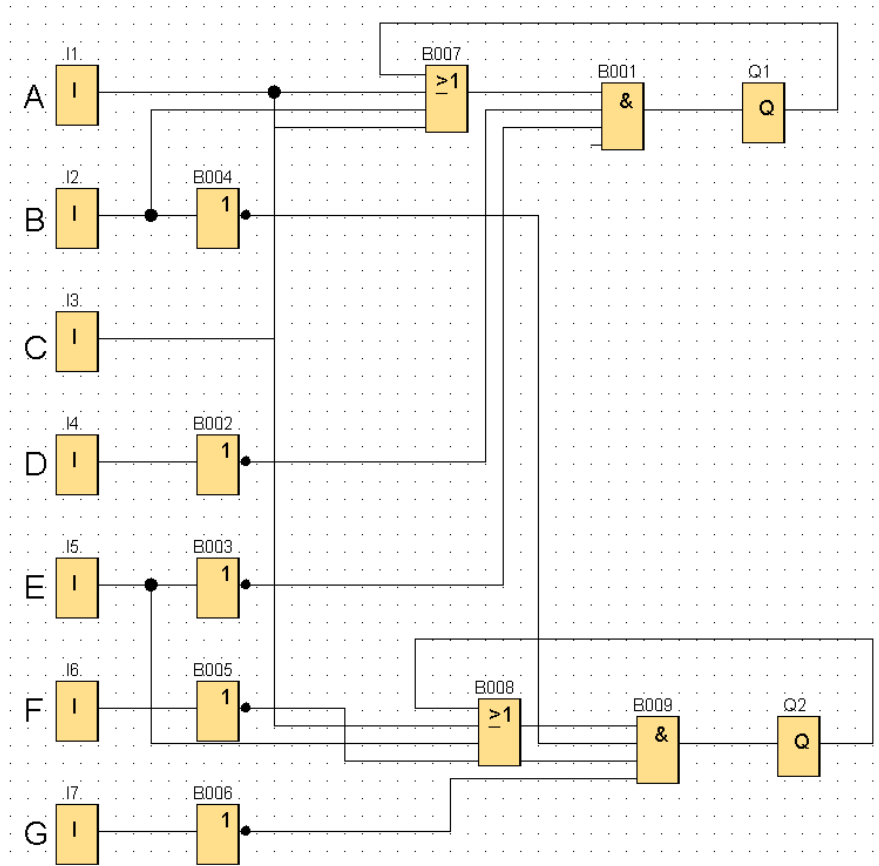 I1.
A
I
B007
≥1
B001
&
Q1
Q
I2.
B
I
B004
1
I3.
C
I
I4.
D
I
B002
1
I5.
E
I
B003
1
I6.
F
I
B005
1
B008
≥1
B009
&
Q2
Q
I7.
G
I
B006
1